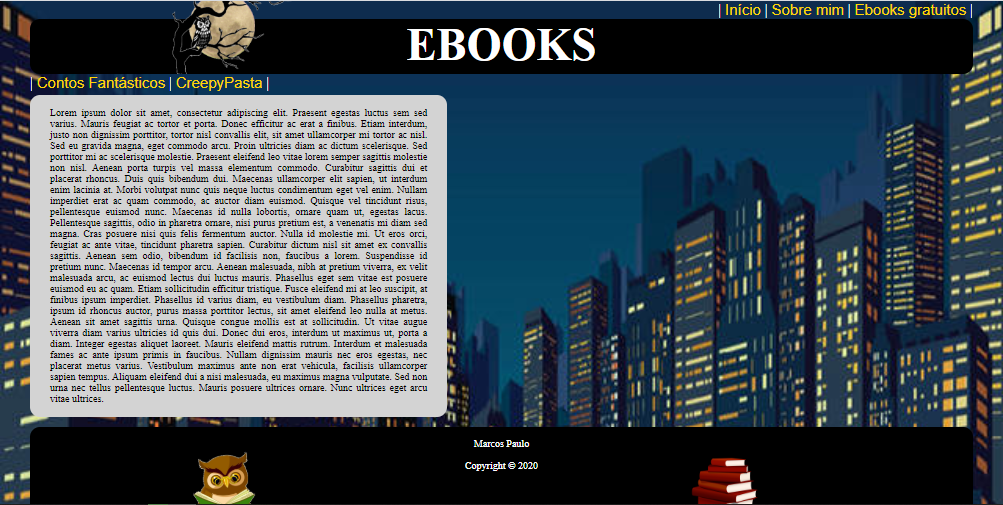 | Início | Sobre mim | Ebooks gratuitos |
EBOOKS
| Contos Fantásticos | CreepyPasta |
Lorem ipsum dolor sit amet, consectetur adipiscing elit. Praesent egestas luctus sem sed
varius. Mauris feugiat ac tortor et porta. Donec efficitur ac erat a finibus. Etiam interdum,
justo non dignissim porttitor, tortor nisl convallis elit, sit amet ullamcorper mi tortor ac nisl.
Sed eu gravida magna, eget commodo arcu. Proin ultricies diam ac dictum scelerisque. Sed
porttitor mi ac scelerisque molestie. Praesent eleifend leo vitae lorem semper sagittis molestie
non nisl. Aenean porta turpis vel massa elementum commodo. Curabitur sagittis dui et
placerat rhoncus. Duis quis bibendum dui. Maecenas ullamcorper elit sapien, ut interdum
enim lacinia at. Morbi volutpat nunc quis neque luctus condimentum eget vel enim. Nullam
imperdiet erat ac quam commodo, ac auctor diam euismod. Quisque vel tincidunt risus,
pellentesque euismod nunc. Maecenas id nulla lobortis, ornare quam ut, egestas lacus.
Pellentesque sagittis, odio in pharetra ornare, nisi purus pretium est, a venenatis mi diam sed
magna. Cras posuere nisi quis felis fermentum auctor. Nulla id molestie mi. Ut eros orci,
feugiat ac ante vitae, tincidunt pharetra sapien. Curabitur dictum nisl sit amet ex convallis
sagittis. Aenean sem odio, bibendum id facilisis non, faucibus a lorem. Suspendisse id
pretium nunc. Maecenas id tempor arcu. Aenean malesuada, nibh at pretium viverra, ex velit
malesuada arcu, ac euismod lectus dui luctus mauris. Phasellus eget sem vitae est posuere
euismod eu ac quam. Etiam sollicitudin efficitur tristique. Fusce eleifend mi at leo suscipit, at
finibus ipsum imperdiet. Phasellus id varius diam, eu vestibulum diam. Phasellus pharetra,
ipsum id rhoncus auctor, purus massa porttitor lectus, sit amet eleifend leo nulla at metus.
Aenean sit amet sagittis urna. Quisque congue mollis est at sollicitudin. Ut vitae augue
viverra diam varius ultricies id quis dui. Donec dui eros, interdum ut maximus ut, porta a
diam. Integer egestas aliquet laoreet. Mauris eleifend mattis rutrum. Interdum et malesuada
fames ac ante ipsum primis in faucibus. Nullam dignissim mauris nec eros egestas, nec
placerat metus varius. Vestibulum maximus ante non erat vehicula, facilisis ullamcorper
sapien tempus. Aliquam eleifend dui a nisi malesuada, eu maximus magna vulputate. Sed non
urna nec tellus pellentesque luctus. Mauris posuere ultrices ornare. Nunc ultrices eget arcu
vitae ultrices.
Marcos Paulo
Copyright © 2020